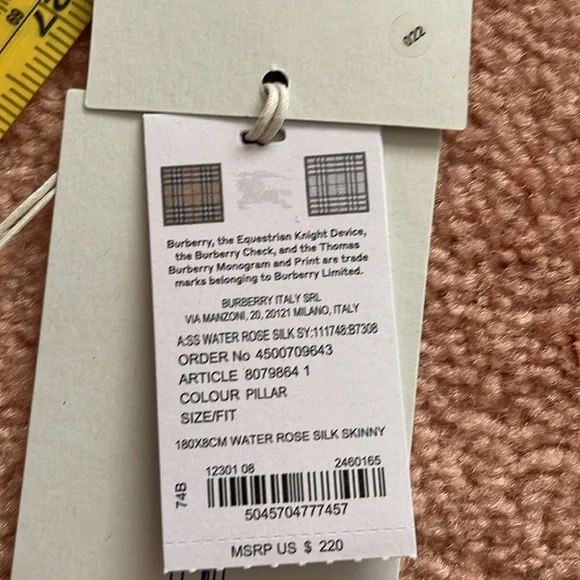 27
822
Burberry, the Equestrian Knight Device,
the Burberry Check, and the Thomas
Burberry Monogram and Print are trade
marks belonging to Burberry Limited.
BURBERRY ITALY SRL
VIA MANZONI, 20, 20121 MILANO, ITALY
A:SS WATER ROSE SILK SY:111748:B7308
ORDER No 4500709643
ARTICLE 8079864 1
COLOUR PILLAR
SIZE/FIT
180X8CM WATER ROSE SILK SKINNY
12301 08 2460165
74B
5045704777457
MSRP US $ 220